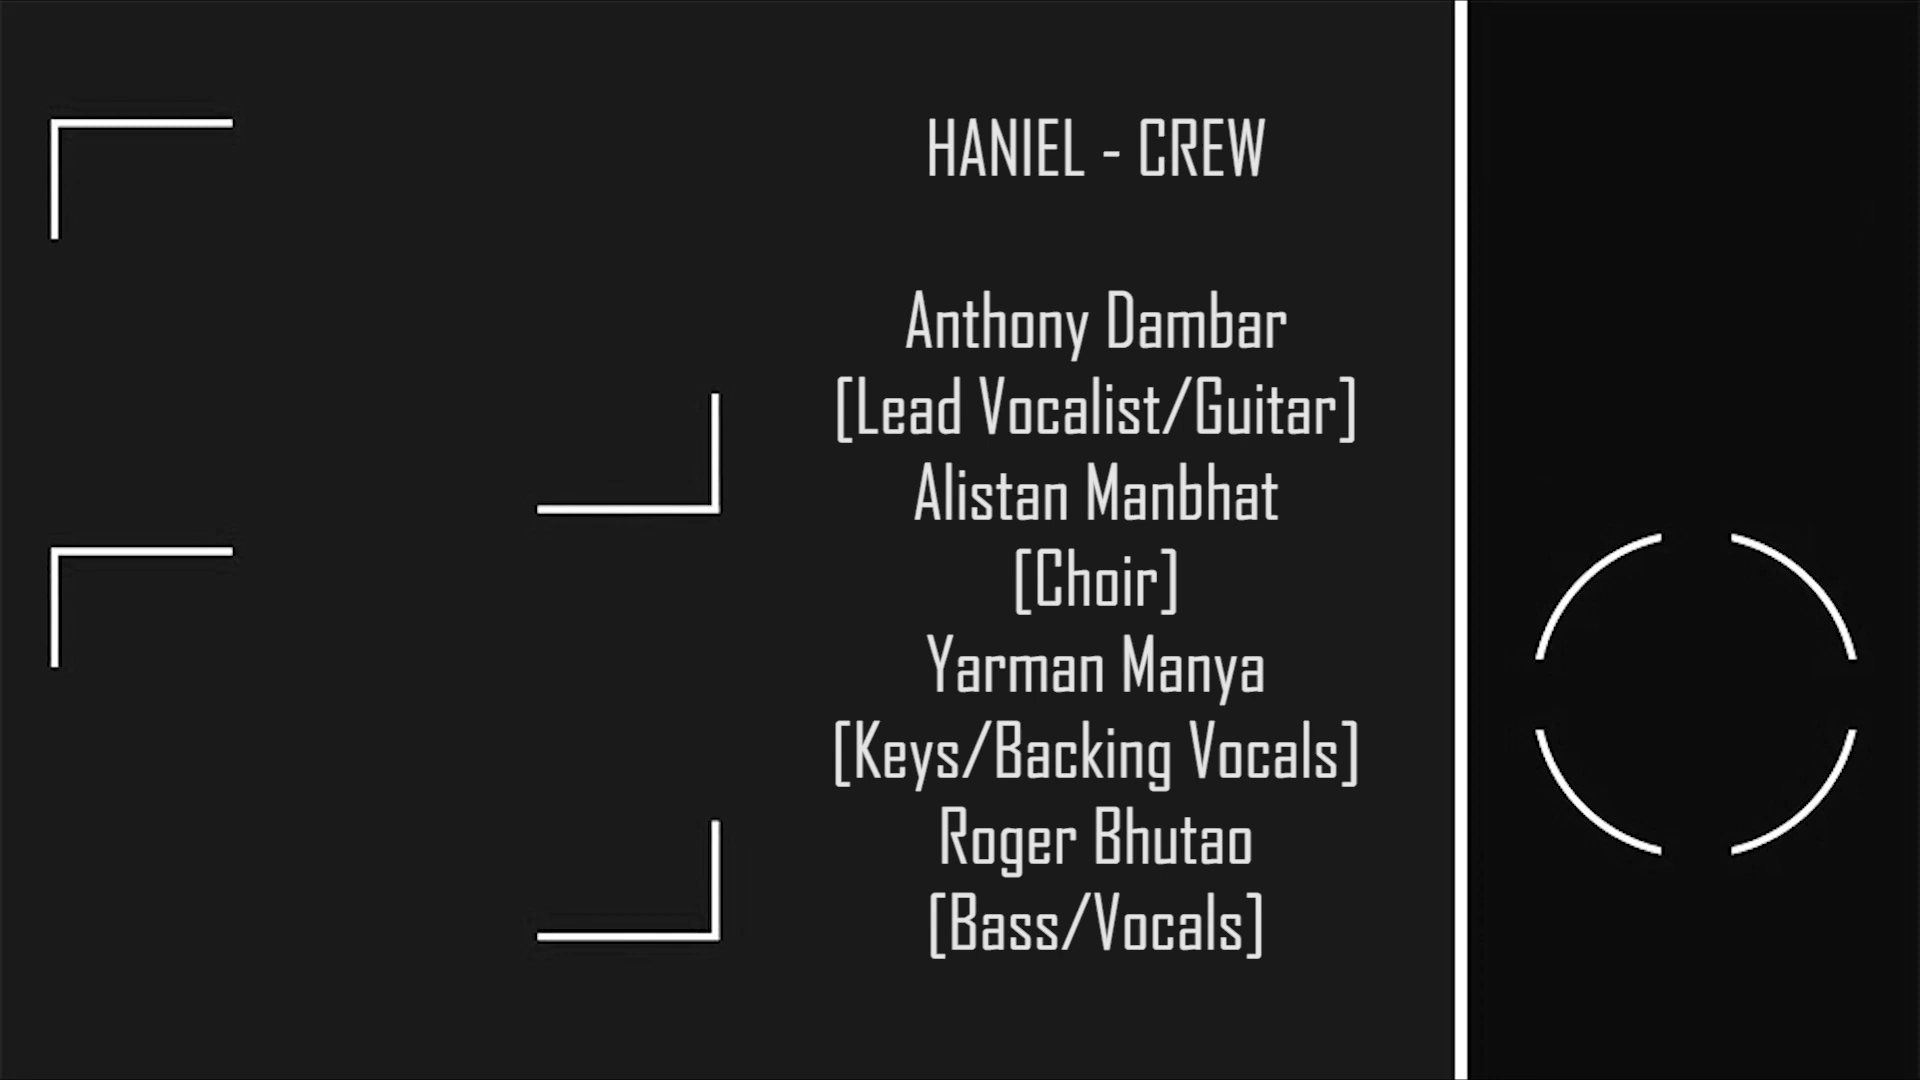 HANIEL - CREW
Anthony Dambar
[Lead Vocalist/Guitar]
Alistan Manbhat
[Choir]
Yarman Manya
[Keys/Backing Vocals]
Roger Bhutao
[Bass/Vocals]